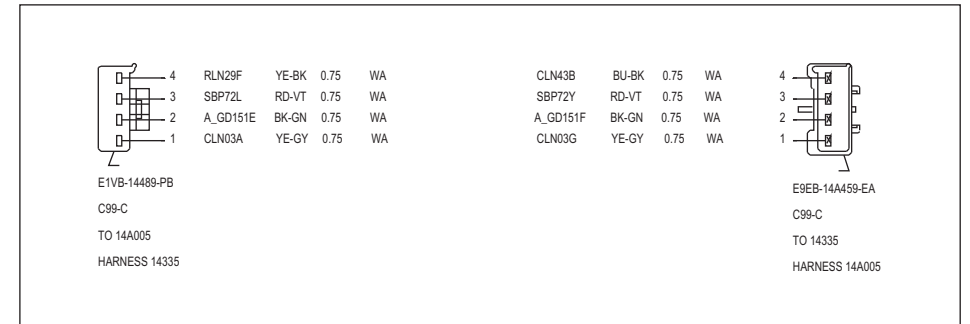 4 RLN29F YE-BK 0.75 WA
3 SBP72L RD-VT 0.75 WA
2 A_GD151E BK-GN 0.75 WA
1 CLN03A YE-GY 0.75 WA
E1VB-14489-PB
C99-C
TO 14A005
HARNESS 14335
CLN43B BU-BK 0.75 WA 4
SBP72Y RD-VT 0.75 WA 3
A_GD151F BK-GN 0.75 WA 2
CLN03G YE-GY 0.75 WA 1
E9EB-14A459-EA
C99-C
TO 14335
HARNESS 14A005